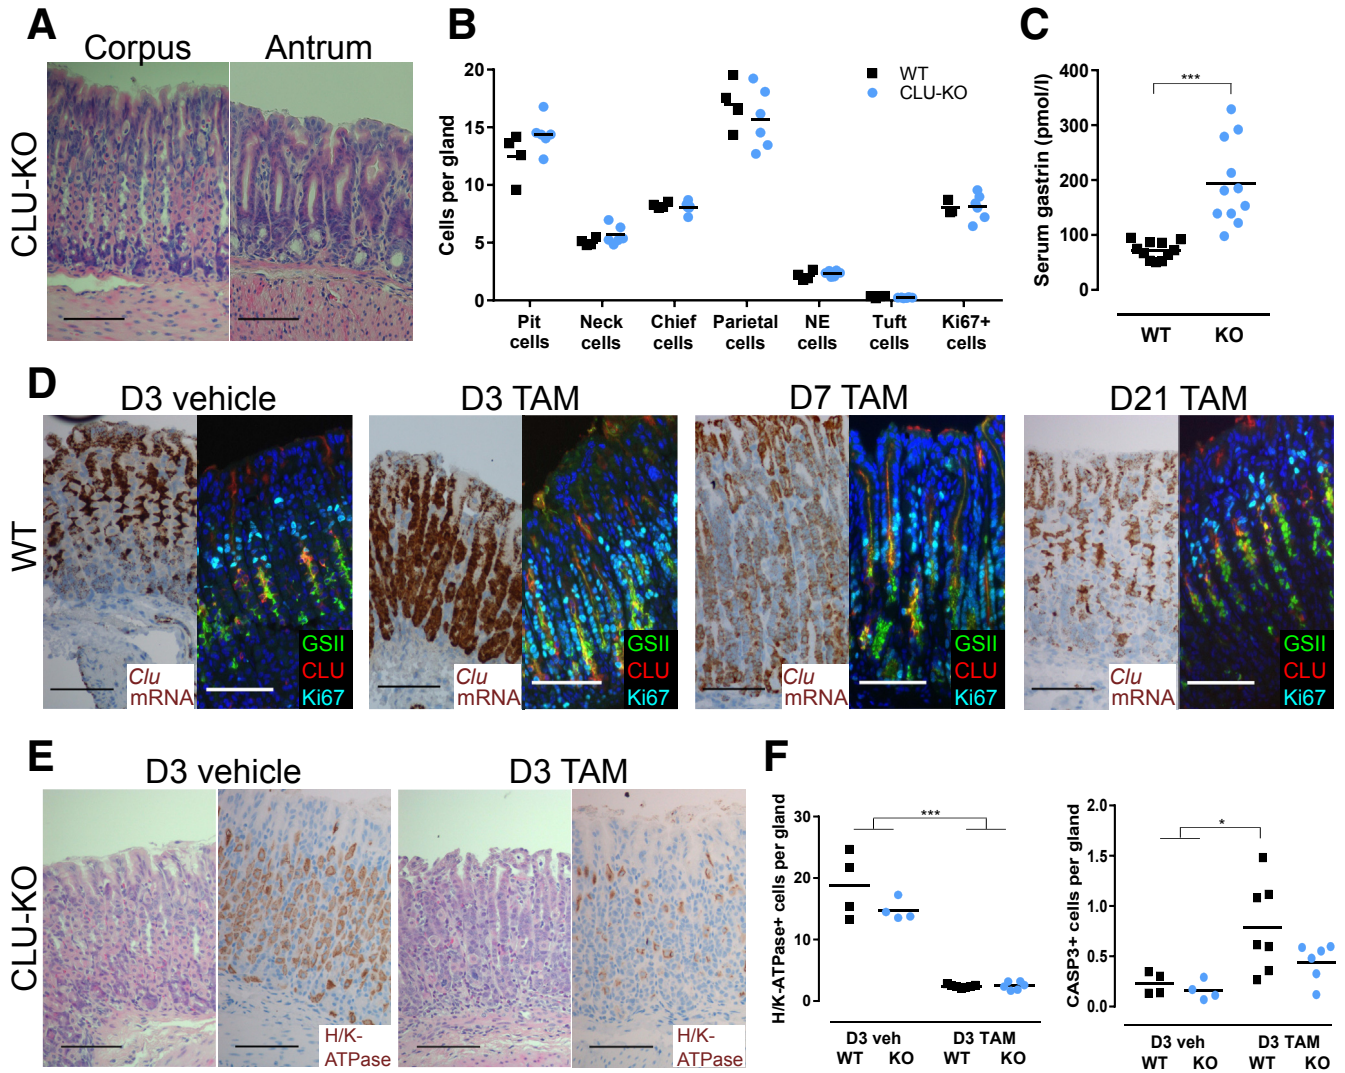 A
Corpus
Antrum
CLU-KO
B
Cells per gland
20
15
10
5
0
WT
CLU-KO
Pit cells
Neck cells
Chief cells
Parietal cells
NE cells
Tuft cells
Ki67+ cells
C
Serum gastrin (pmol/l)
400
300
200
100
0
***
WT
KO
D
D3 vehicle
D3 TAM
D7 TAM
D21 TAM
WT
Clu mRNA
GSII
CLU
Ki67
Clu mRNA
GSII
CLU
Ki67
Clu mRNA
GSII
CLU
Ki67
Clu mRNA
GSII
CLU
Ki67
E
D3 vehicle
D3 TAM
CLU-KO
H/K-
ATPase
H/K-
ATPase
F
H/K-ATPase+ cells per gland
30
20
10
0
***
D3 veh
D3 TAM
WT
KO
WT
KO
CASP3+ cells per gland
2.0
1.5
1.0
0.5
0.0
*
D3 veh
D3 TAM
WT
KO
WT
KO